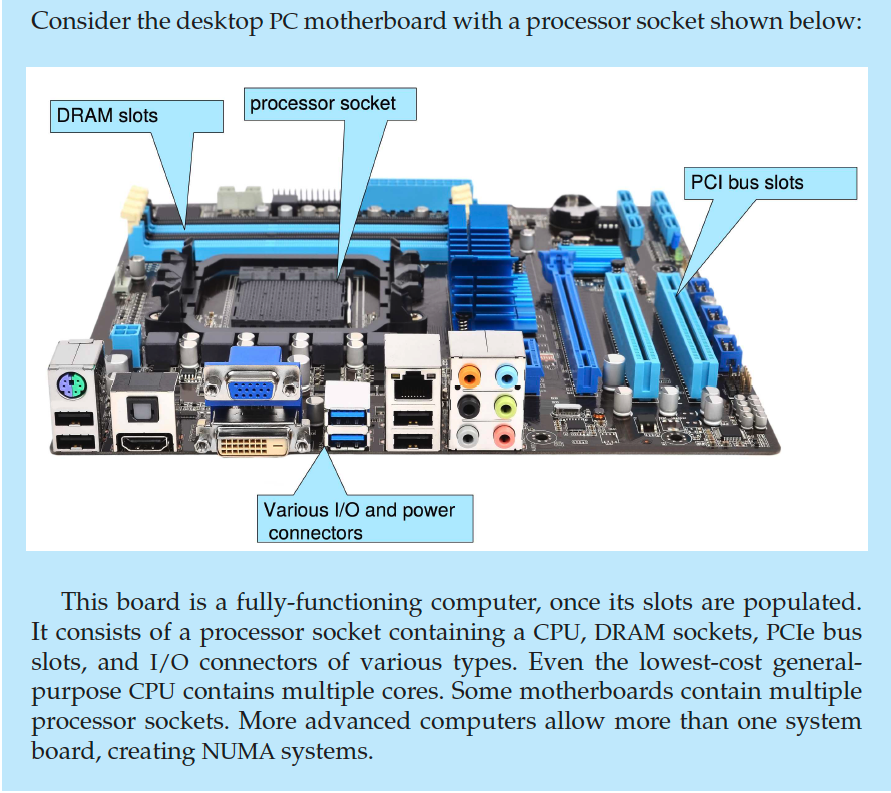 Consider the desktop PC motherboard with a processor socket shown below:
DRAM slots
processor socket
PCI bus slots
Various I/O and power
connectors
This board is a fully-functioning computer, once its slots are populated.
It consists of a processor socket containing a CPU, DRAM sockets, PCIe bus
slots, and I/O connectors of various types. Even the lowest-cost general-
purpose CPU contains multiple cores. Some motherboards contain multiple
processor sockets. More advanced computers allow more than one system
board, creating NUMA systems.